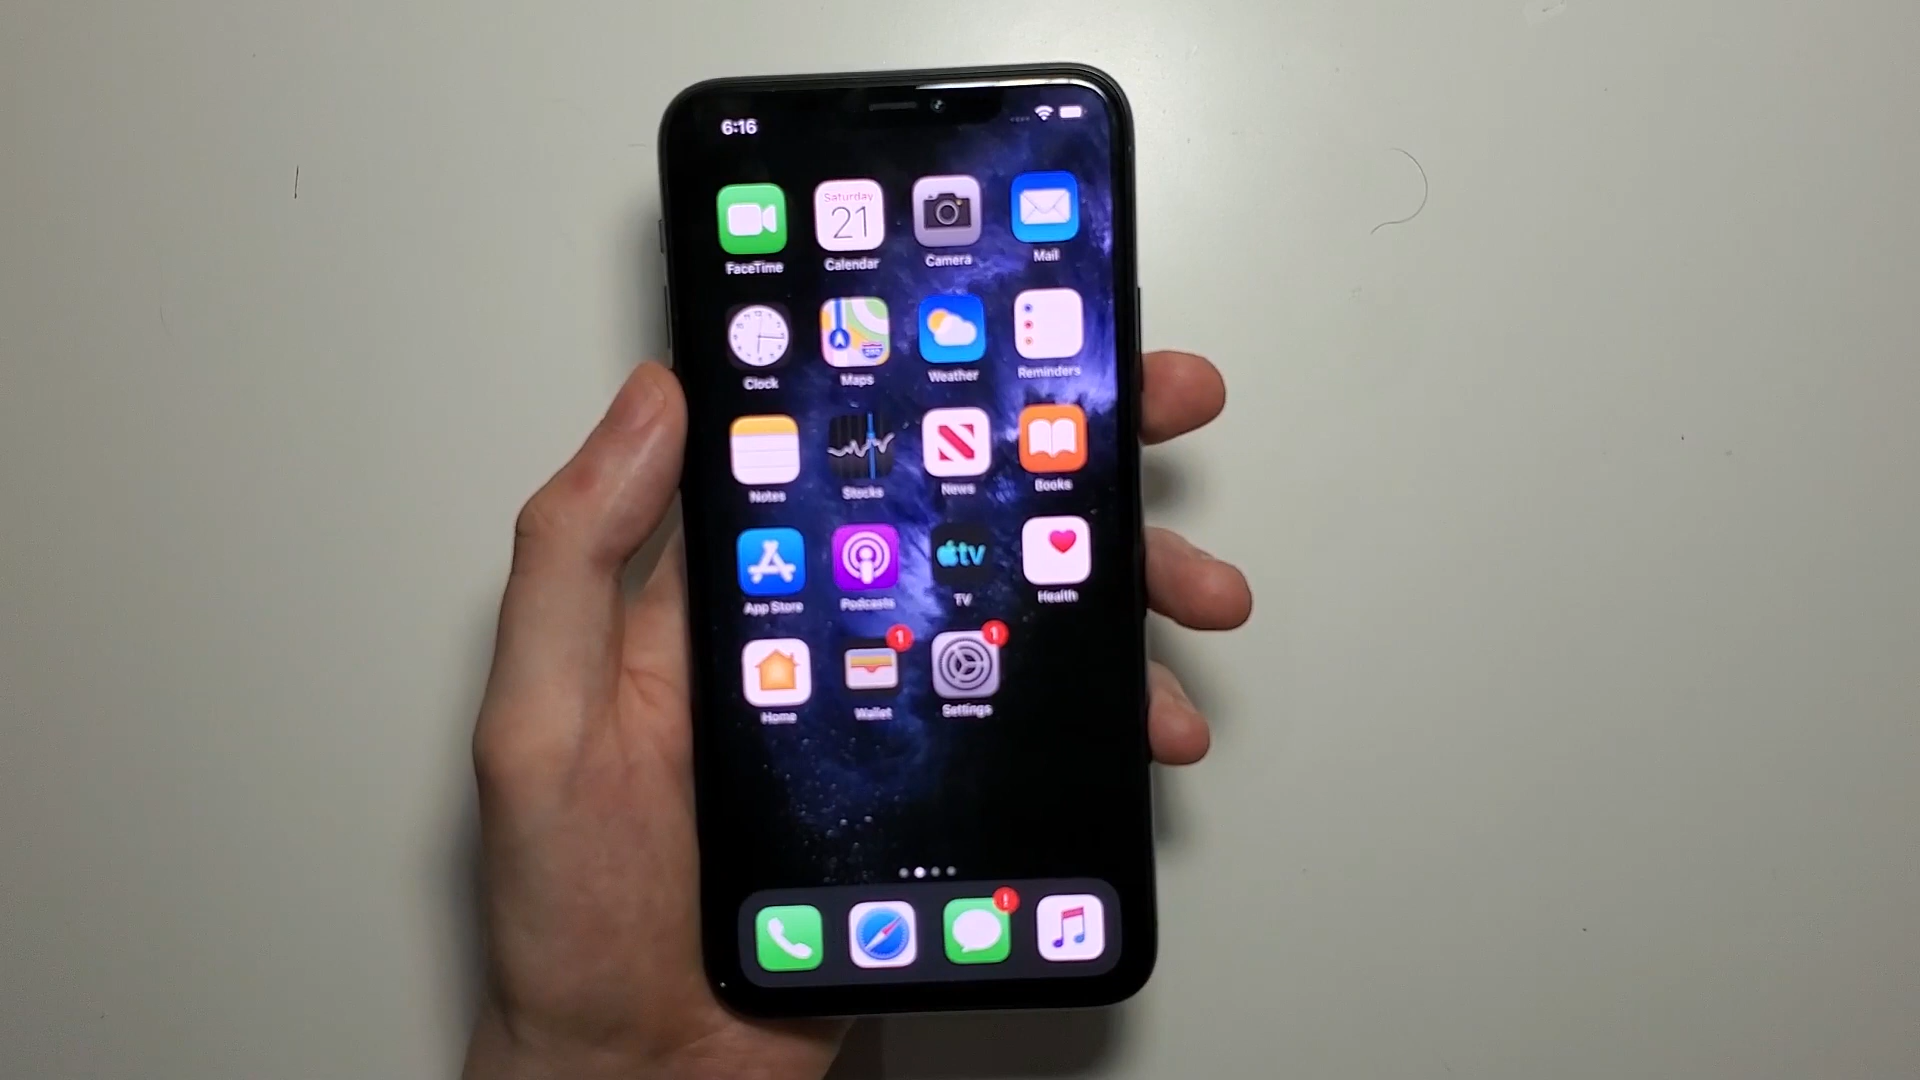 6:16
Saturday
21
FaceTime
Calendar
Camera
Mail
Clock
Maps
Weather
Reminders
Notes
Stocks
News
Books
tv
App Store
Podcasts
TV
Health
1
1
Home
Wallet
Settings
!